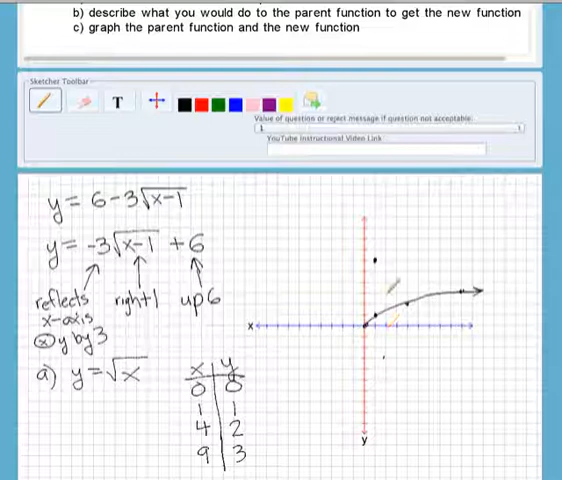 b) describe what you would do to the parent function to get the new function
c) graph the parent function and the new function
Sketcher Toolbar
T
Value of question or reject message if question not acceptable
1
1
YouTube Instructional Video Link
y = 6 - 3√x-1
y = -3√x-1 + 6
reflects right 1 up 6
x-axis
ⓧ y by 3
a) y = √x
x y
0 0
1 1
4 2
9 3
x
y